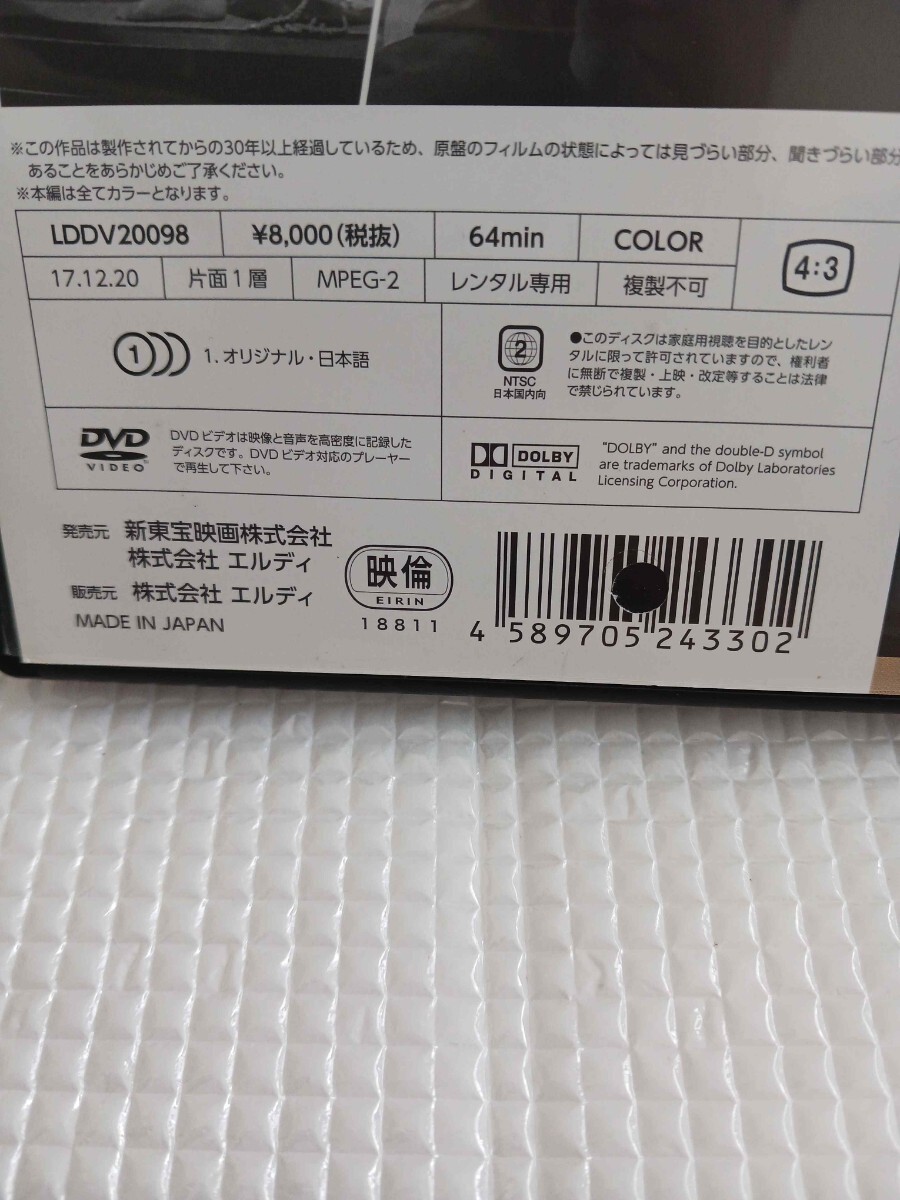 ※この作品は製作されてからの30年以上経過しているため、原盤のフィルムの状態によっては見づらい部分、聞きづらい部分
あることをあらかじめご了承ください。
※本編は全てカラーとなります。
LDDV20098 ¥8,000(税抜) 64min COLOR 4:3
17.12.20 片面1層 MPEG-2 レンタル専用 複製不可
1 1.オリジナル・日本語
2
NTSC
日本国内向
●このディスクは家庭用視聴を目的としたレン
タルに限って許可されていますので、権利者
に無断で複製・上映・改定等することは法律
で禁じられています。
DVD
VIDEO
DVDビデオは映像と音声を高密度に記録した
ディスクです。DVDビデオ対応のプレーヤー
で再生して下さい。
DOLBY
DIGITAL
"DOLBY" and the double-D symbol
are trademarks of Dolby Laboratories
Licensing Corporation.
発売元 新東宝映画株式会社
株式会社 エルディ
販売元 株式会社 エルディ
MADE IN JAPAN
映倫
EIRIN
18811
4 589705 243302